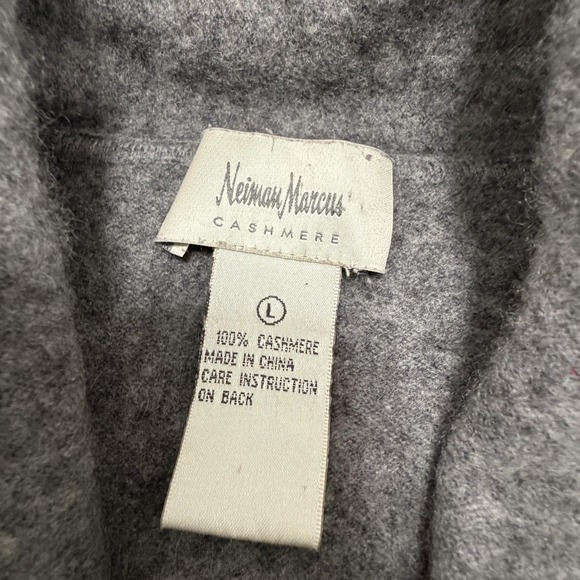 Neiman Marcus
CASHMERE
L
100% CASHMERE
MADE IN CHINA
CARE INSTRUCTION
ON BACK